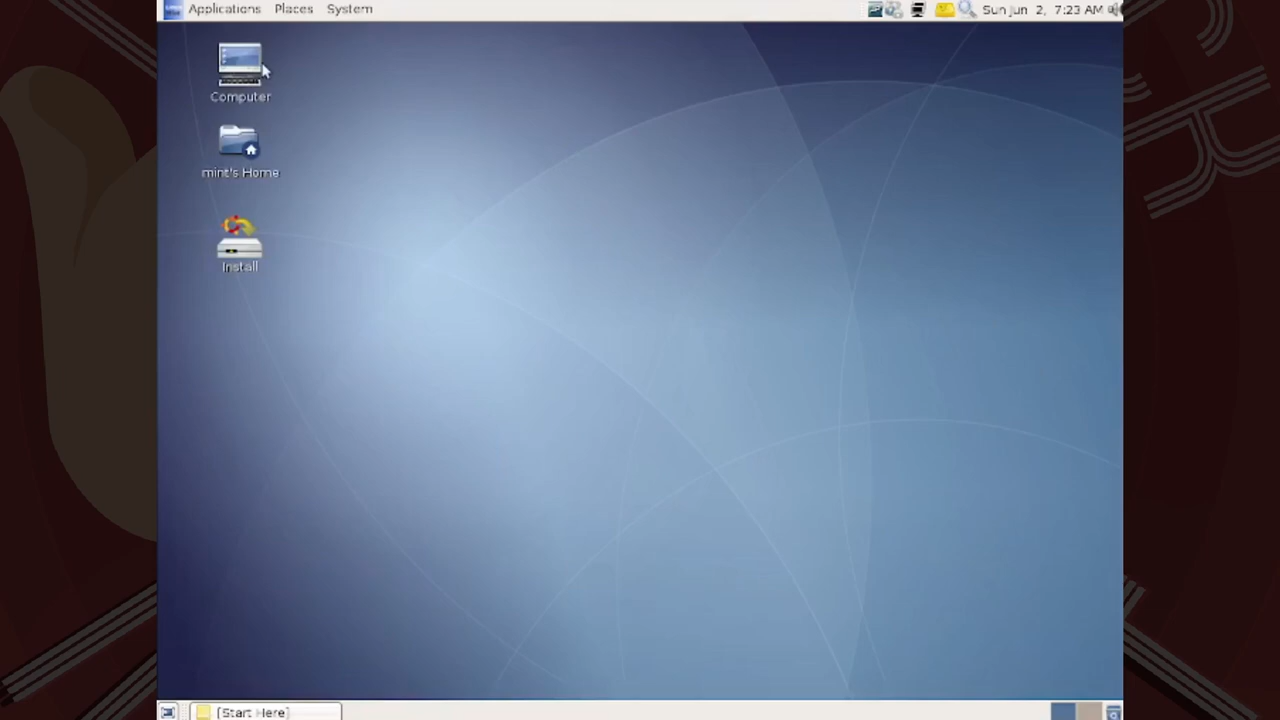 Applications Places System Sun Jun 2, 7:23 AM
Computer
mint's Home
Install
[Start Here]